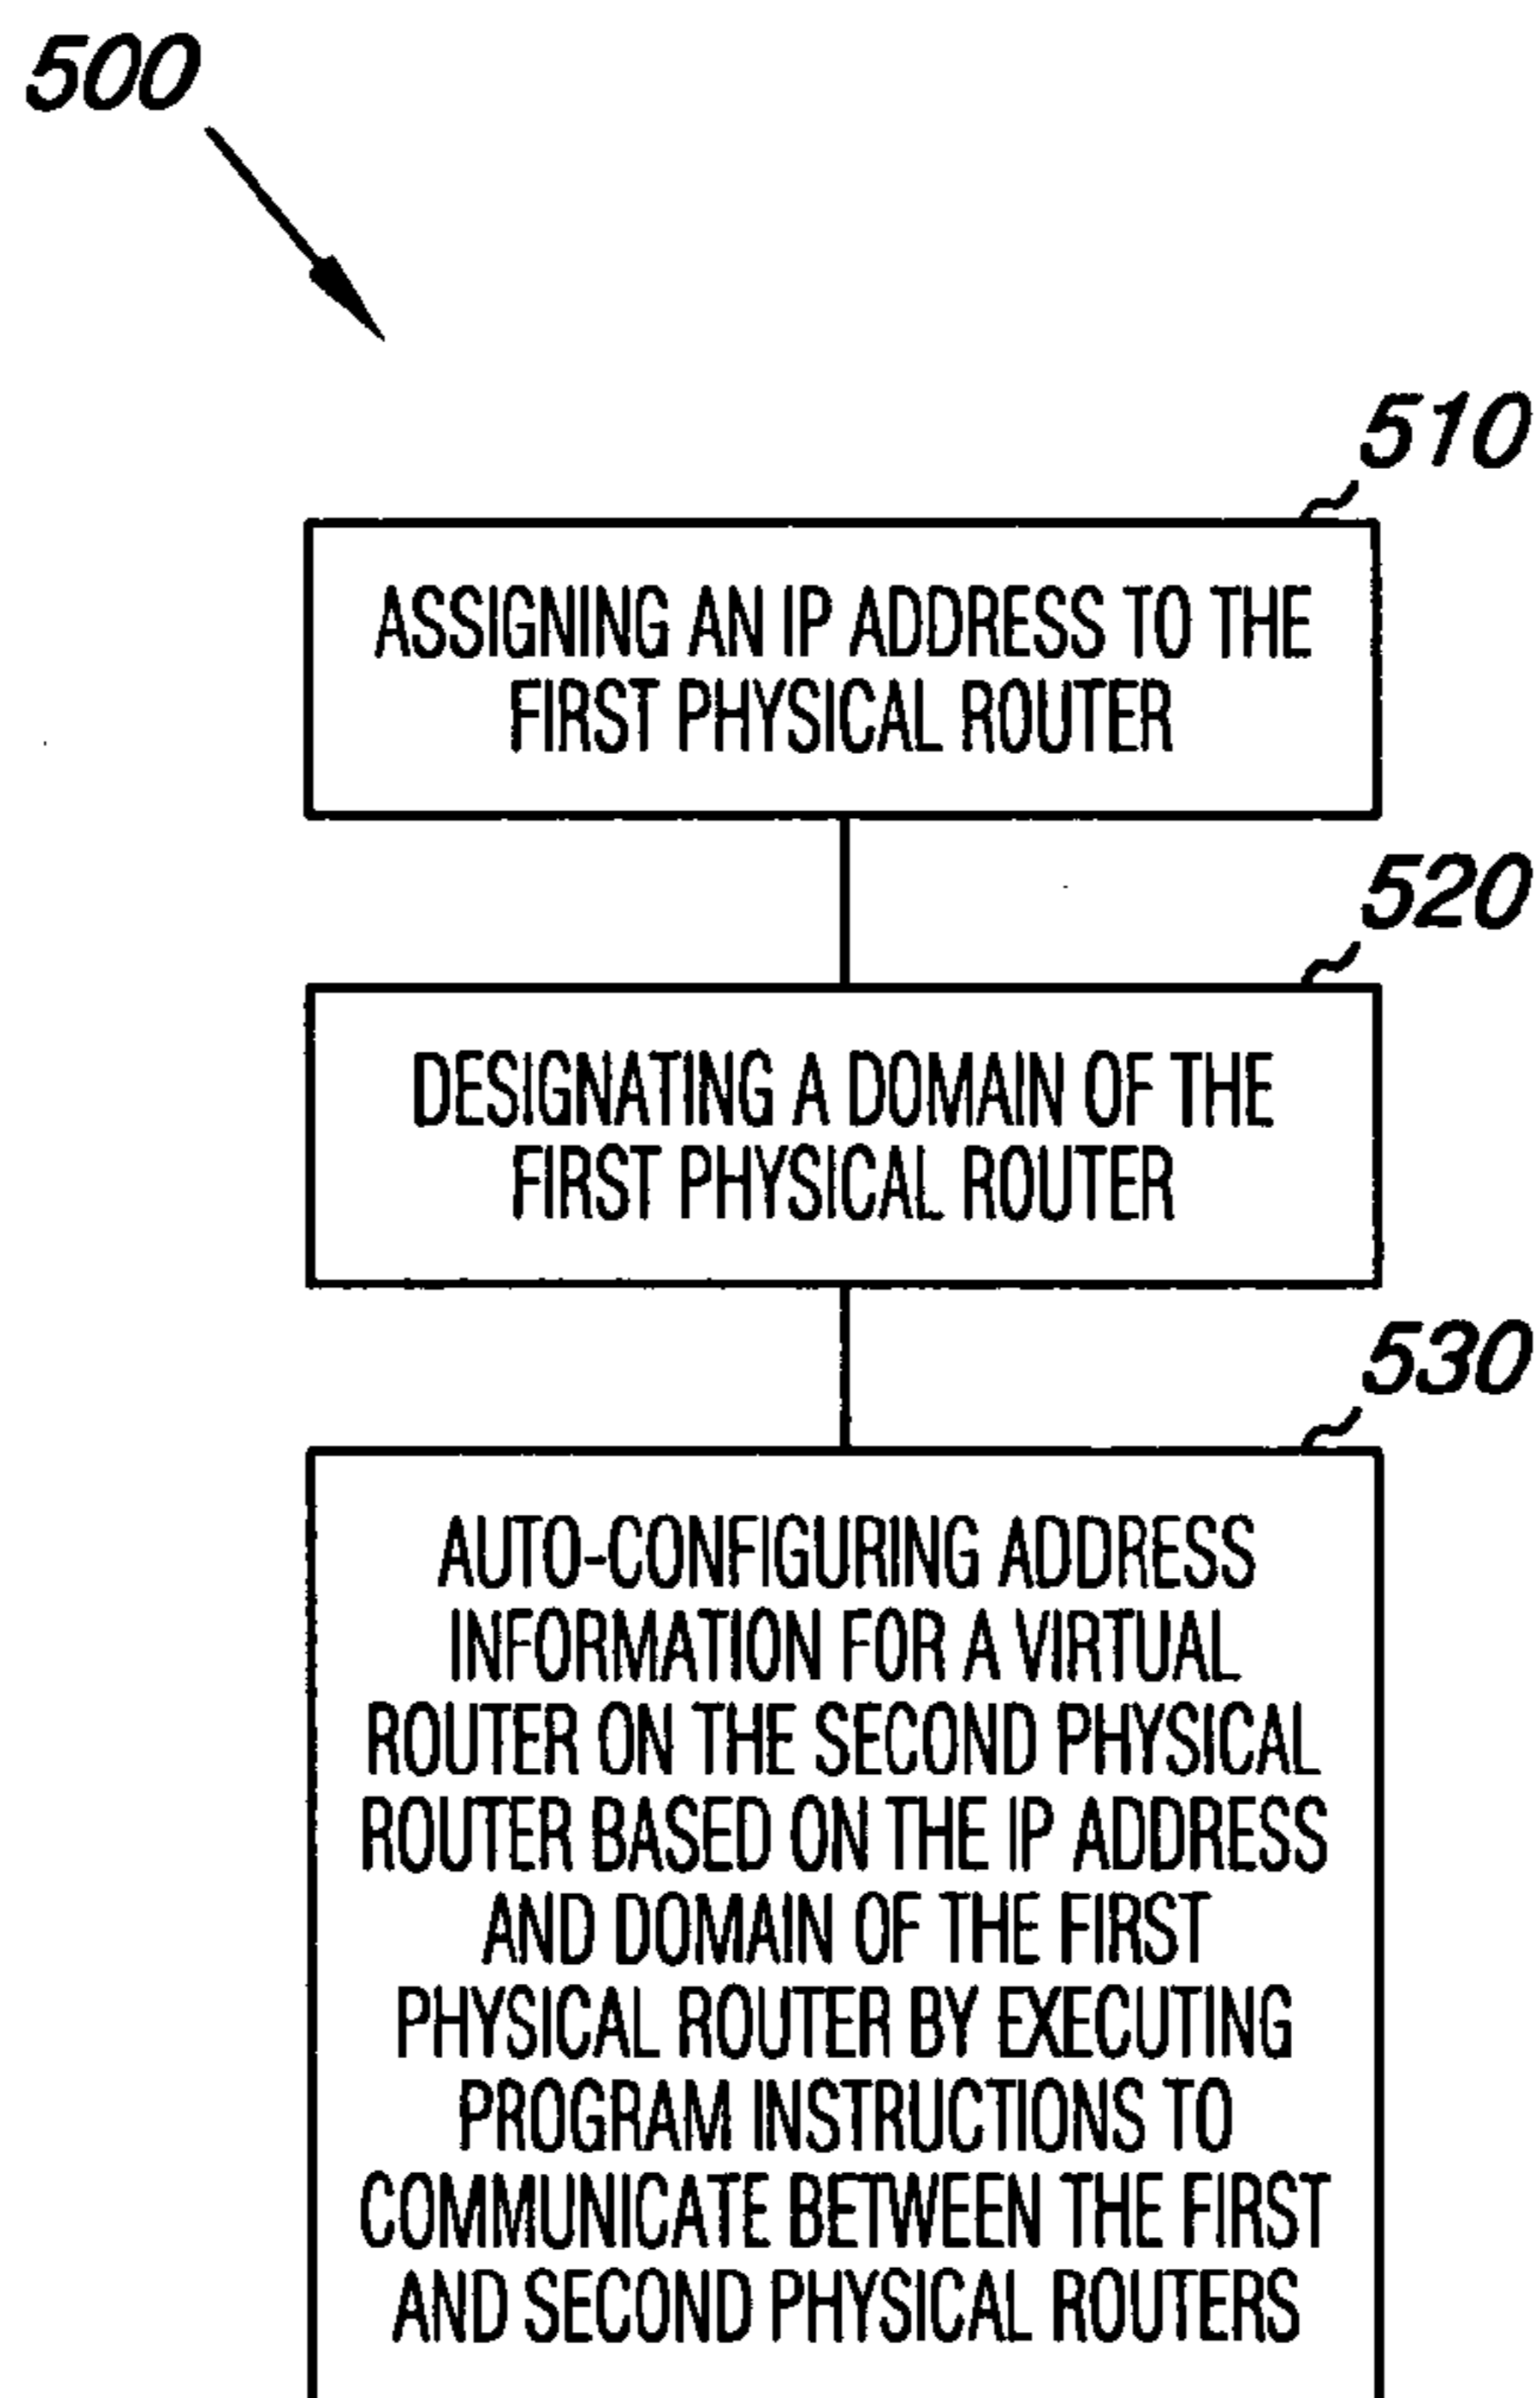 500
510
ASSIGNING AN IP ADDRESS TO THE
FIRST PHYSICAL ROUTER
520
DESIGNATING A DOMAIN OF THE
FIRST PHYSICAL ROUTER
530
AUTO-CONFIGURING ADDRESS
INFORMATION FOR A VIRTUAL
ROUTER ON THE SECOND PHYSICAL
ROUTER BASED ON THE IP ADDRESS
AND DOMAIN OF THE FIRST
PHYSICAL ROUTER BY EXECUTING
PROGRAM INSTRUCTIONS TO
COMMUNICATE BETWEEN THE FIRST
AND SECOND PHYSICAL ROUTERS